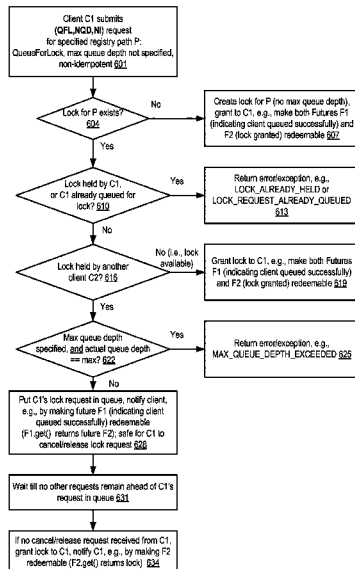 Client C1 submits
(QFL,NQD,NI) request
for specified registry path P:
QueueForLock, max queue depth not specified,
non-idempotent 601
Lock for P exists?
604
No
Create lock for P (no max queue depth),
grant to C1, e.g., make both Futures F1
(indicating client queued successfully) and
F2 (lock granted) redeemable 607
Yes
Lock held by C1,
or C1 already queued for
lock? 610
Yes
Return error/exception, e.g.,
LOCK_ALREADY_HELD or
LOCK_REQUEST_ALREADY_QUEUED
613
No
Lock held by another
client C2? 616
No (i.e., lock
available)
Grant lock to C1, e.g., make both Futures
F1 (indicating client queued successfully)
and F2 (lock granted) redeemable 619
Yes
Max queue depth
specified, and actual queue depth
== max? 622
Yes
Return error/exception, e.g.,
MAX_QUEUE_DEPTH_EXCEEDED 625
No
Put C1's lock request in queue, notify client,
e.g., by making future F1 (indicating client
queued successfully) redeemable
(F1.get() returns future F2); safe for C1 to
cancel/release lock request 628
Wait till no other requests remain ahead of C1's
request in queue 631
If no cancel/release request received from C1,
grant lock to C1, notify C1, e.g., by making F2
redeemable (F2.get() returns lock) 634